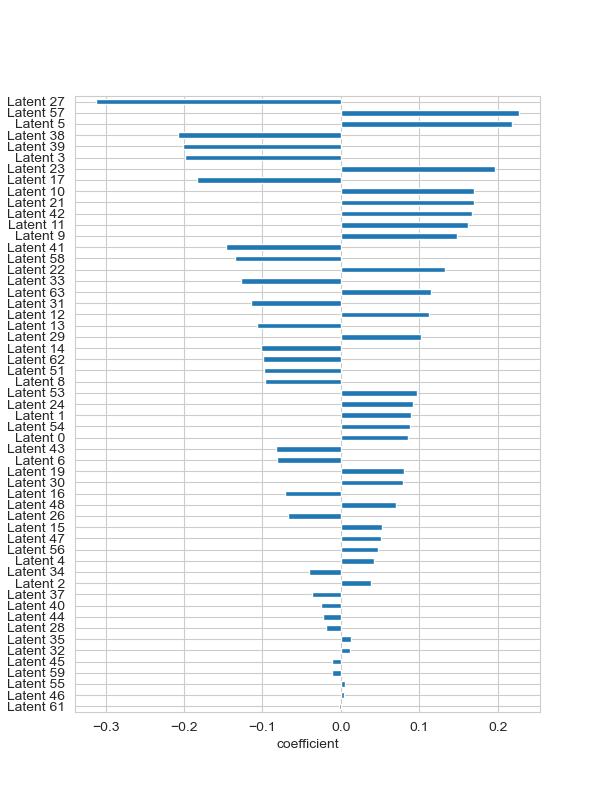 Latent 27
Latent 57
Latent 5
Latent 38
Latent 39
Latent 3
Latent 23
Latent 17
Latent 10
Latent 21
Latent 42
Latent 11
Latent 9
Latent 41
Latent 58
Latent 22
Latent 33
Latent 63
Latent 31
Latent 12
Latent 13
Latent 29
Latent 14
Latent 62
Latent 51
Latent 8
Latent 53
Latent 24
Latent 1
Latent 54
Latent 0
Latent 43
Latent 6
Latent 19
Latent 30
Latent 16
Latent 48
Latent 26
Latent 15
Latent 47
Latent 56
Latent 4
Latent 34
Latent 2
Latent 37
Latent 40
Latent 44
Latent 28
Latent 35
Latent 32
Latent 45
Latent 59
Latent 55
Latent 46
Latent 61
−0.3 −0.2 −0.1 0.0 0.1 0.2
coefficient